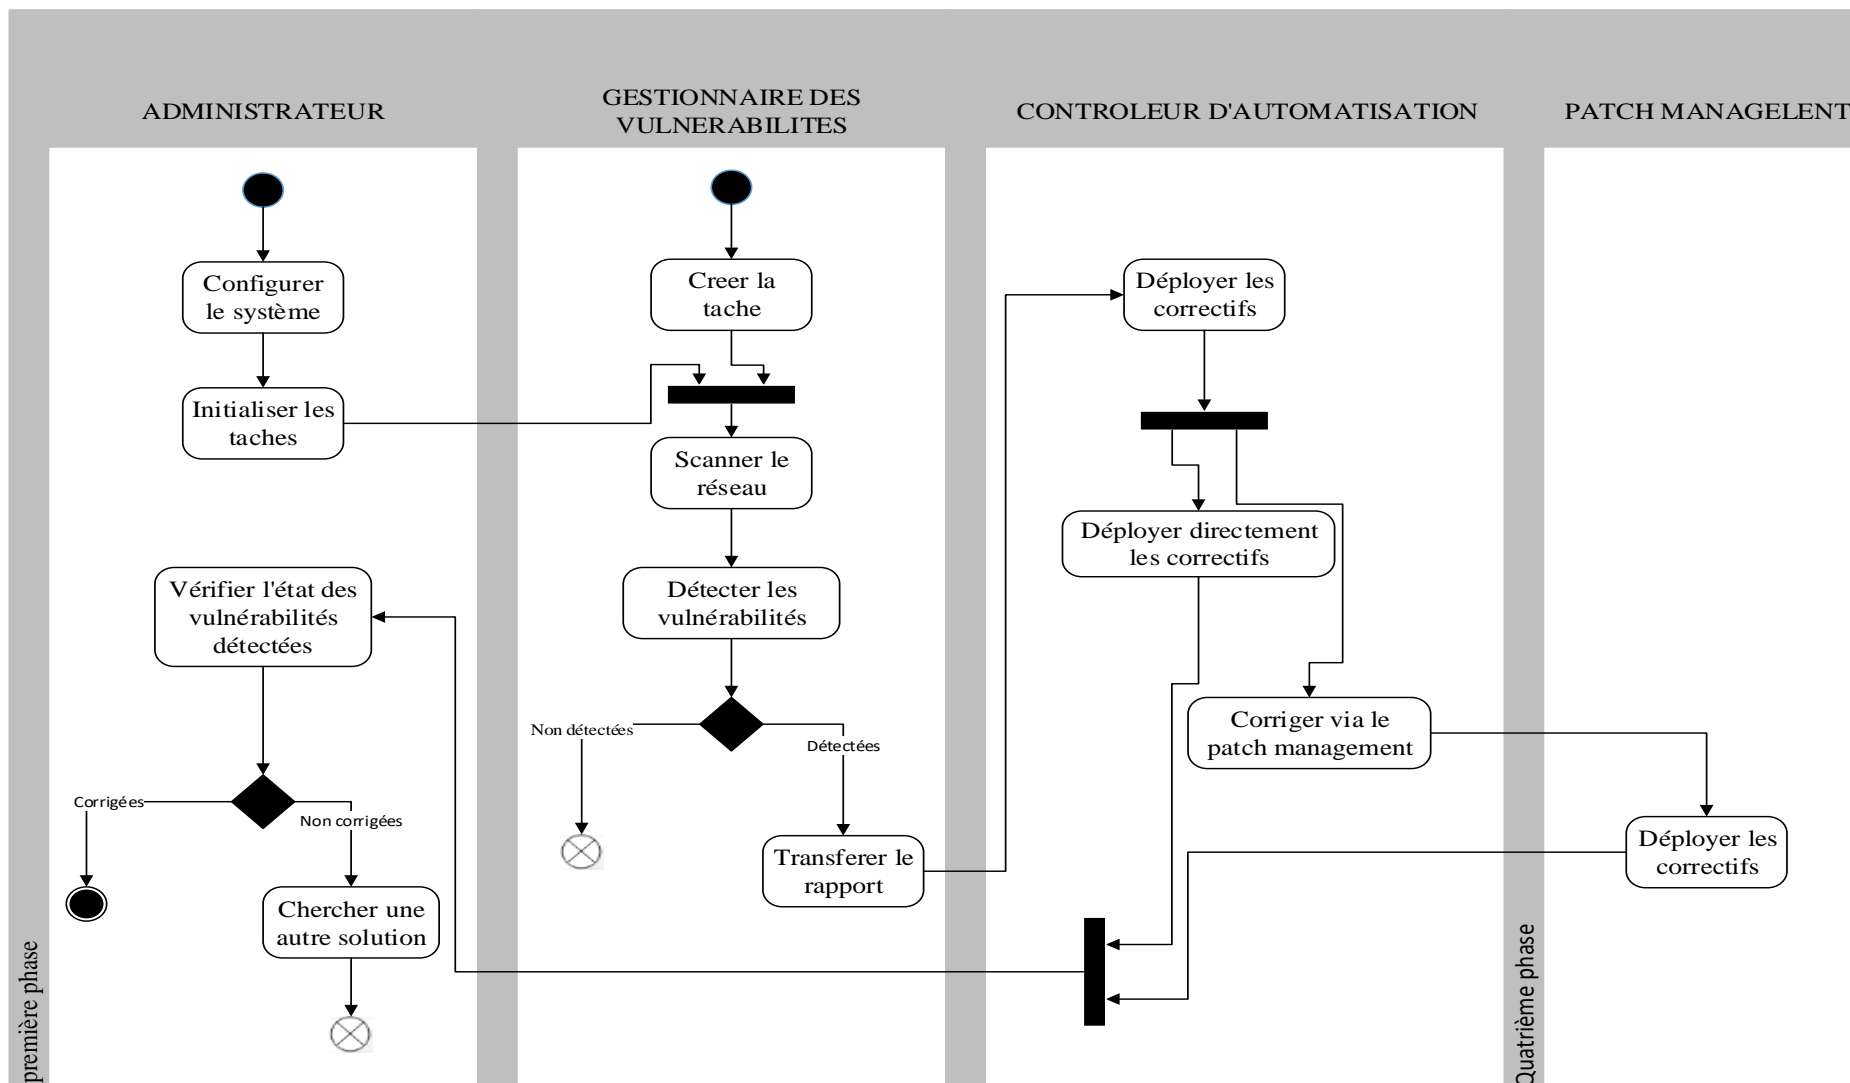 ADMINISTRATEUR
GESTIONNAIRE DES
VULNERABILITES
CONTROLEUR D'AUTOMATISATION
PATCH MANAGELENT
Configurer
le système
Initialiser les
taches
Vérifier l'état des
vulnérabilités
détectées
Corrigées
Non corrigées
Chercher une
autre solution
première phase
Creer la
tache
Scanner le
réseau
Détecter les
vulnérabilités
Non détectées
Détectées
Transferer le
rapport
Déployer les
correctifs
Déployer directement
les correctifs
Corriger via le
patch management
Quatrième phase
Déployer les
correctifs